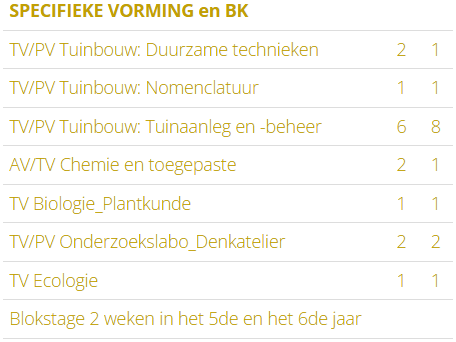 SPECIFIEKE VORMING en BK
TV/PV Tuinbouw: Duurzame technieken 2 1
TV/PV Tuinbouw: Nomenclatuur 1 1
TV/PV Tuinbouw: Tuinaanleg en -beheer 6 8
AV/TV Chemie en toegepaste 2 1
TV Biologie_Plantkunde 1 1
TV/PV Onderzoekslabo_Denkatelier 2 2
TV Ecologie 1 1
Blokstage 2 weken in het 5de en het 6de jaar